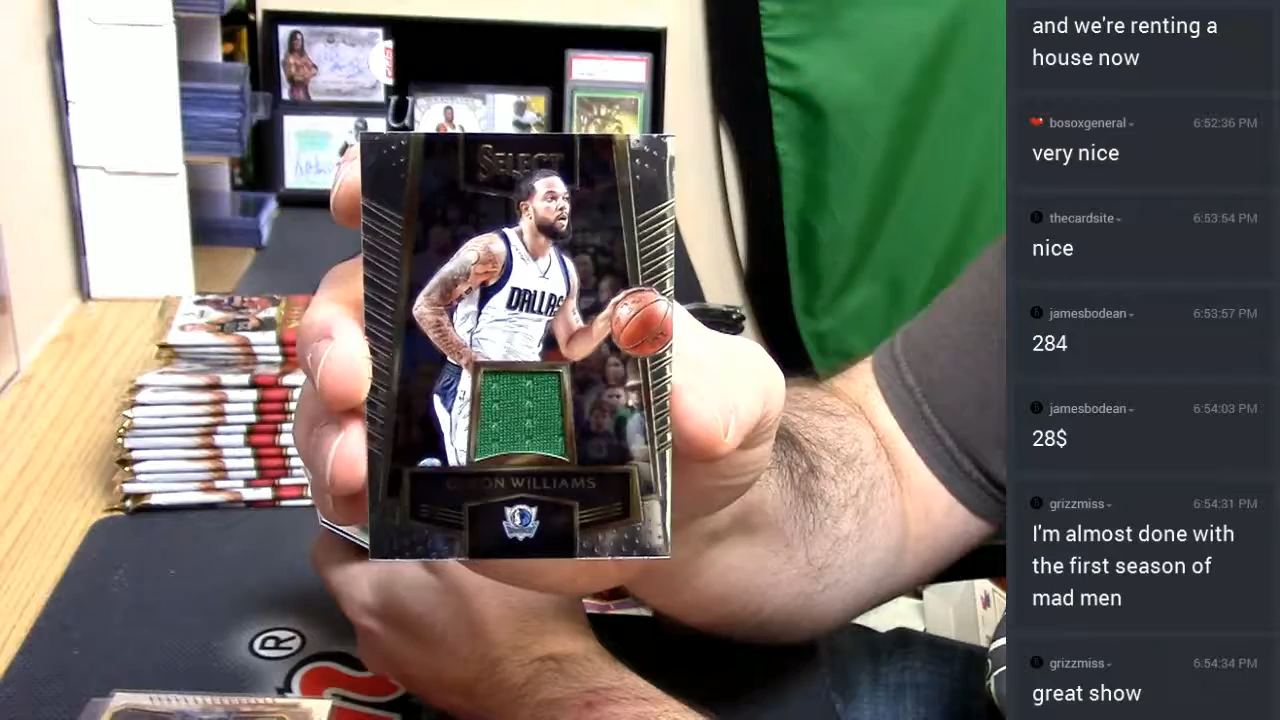 SELECT
DALLAS
WILLIAMS
®
and we're renting a
house now
bosoxgeneral
6:52:36 PM
very nice
thecardsite
6:53:54 PM
nice
jamesbodean
6:53:57 PM
284
jamesbodean
6:54:03 PM
28$
grizzmiss
6:54:31 PM
I'm almost done with
the first season of
mad men
grizzmiss
6:54:34 PM
great show